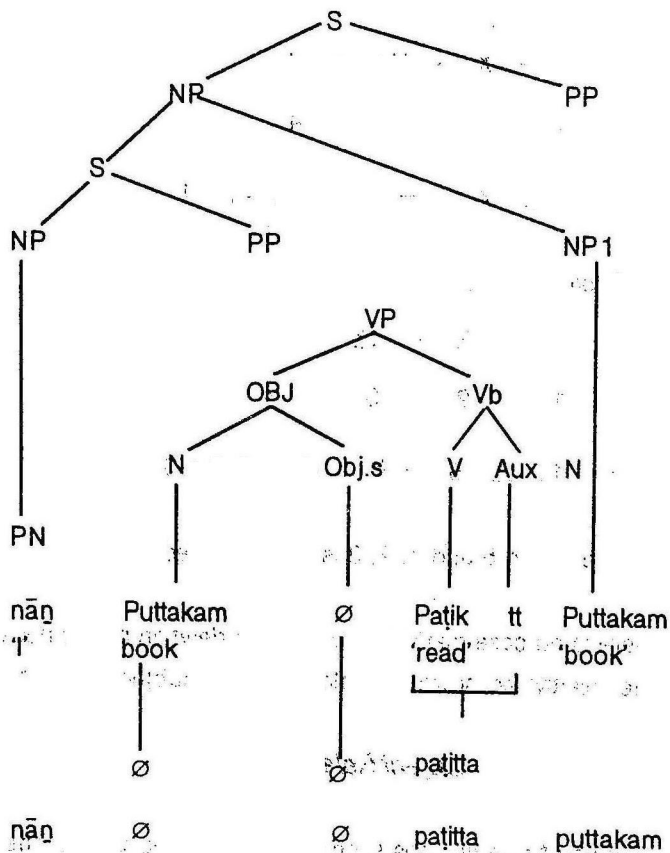 S
NP PP
S
NP PP NP1
VP
OBJ Vb
N Obj.s V Aux N
PN
nāṉ Puttakam ∅ Paṭik tt Puttakam
'I' book 'read' 'book'
∅ ∅ paṭitta
nāṉ ∅ ∅ paṭitta puttakam